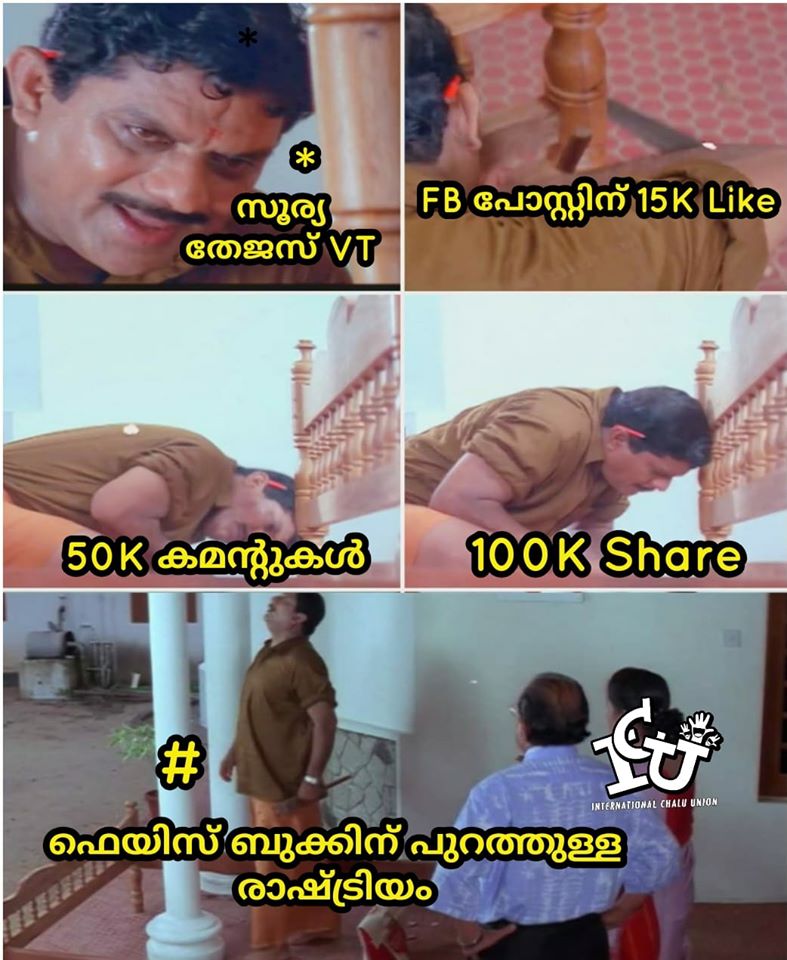 *
*
സൂര്യ
തേജസ് VT
FB പോസ്റ്റിന് 15K Like
50K കമന്റുകൾ
100K Share
#
ICU
INTERNATIONAL CHALU UNION
ഫെയിസ് ബുക്കിന് പുറത്തുള്ള
രാഷ്ട്രിയം